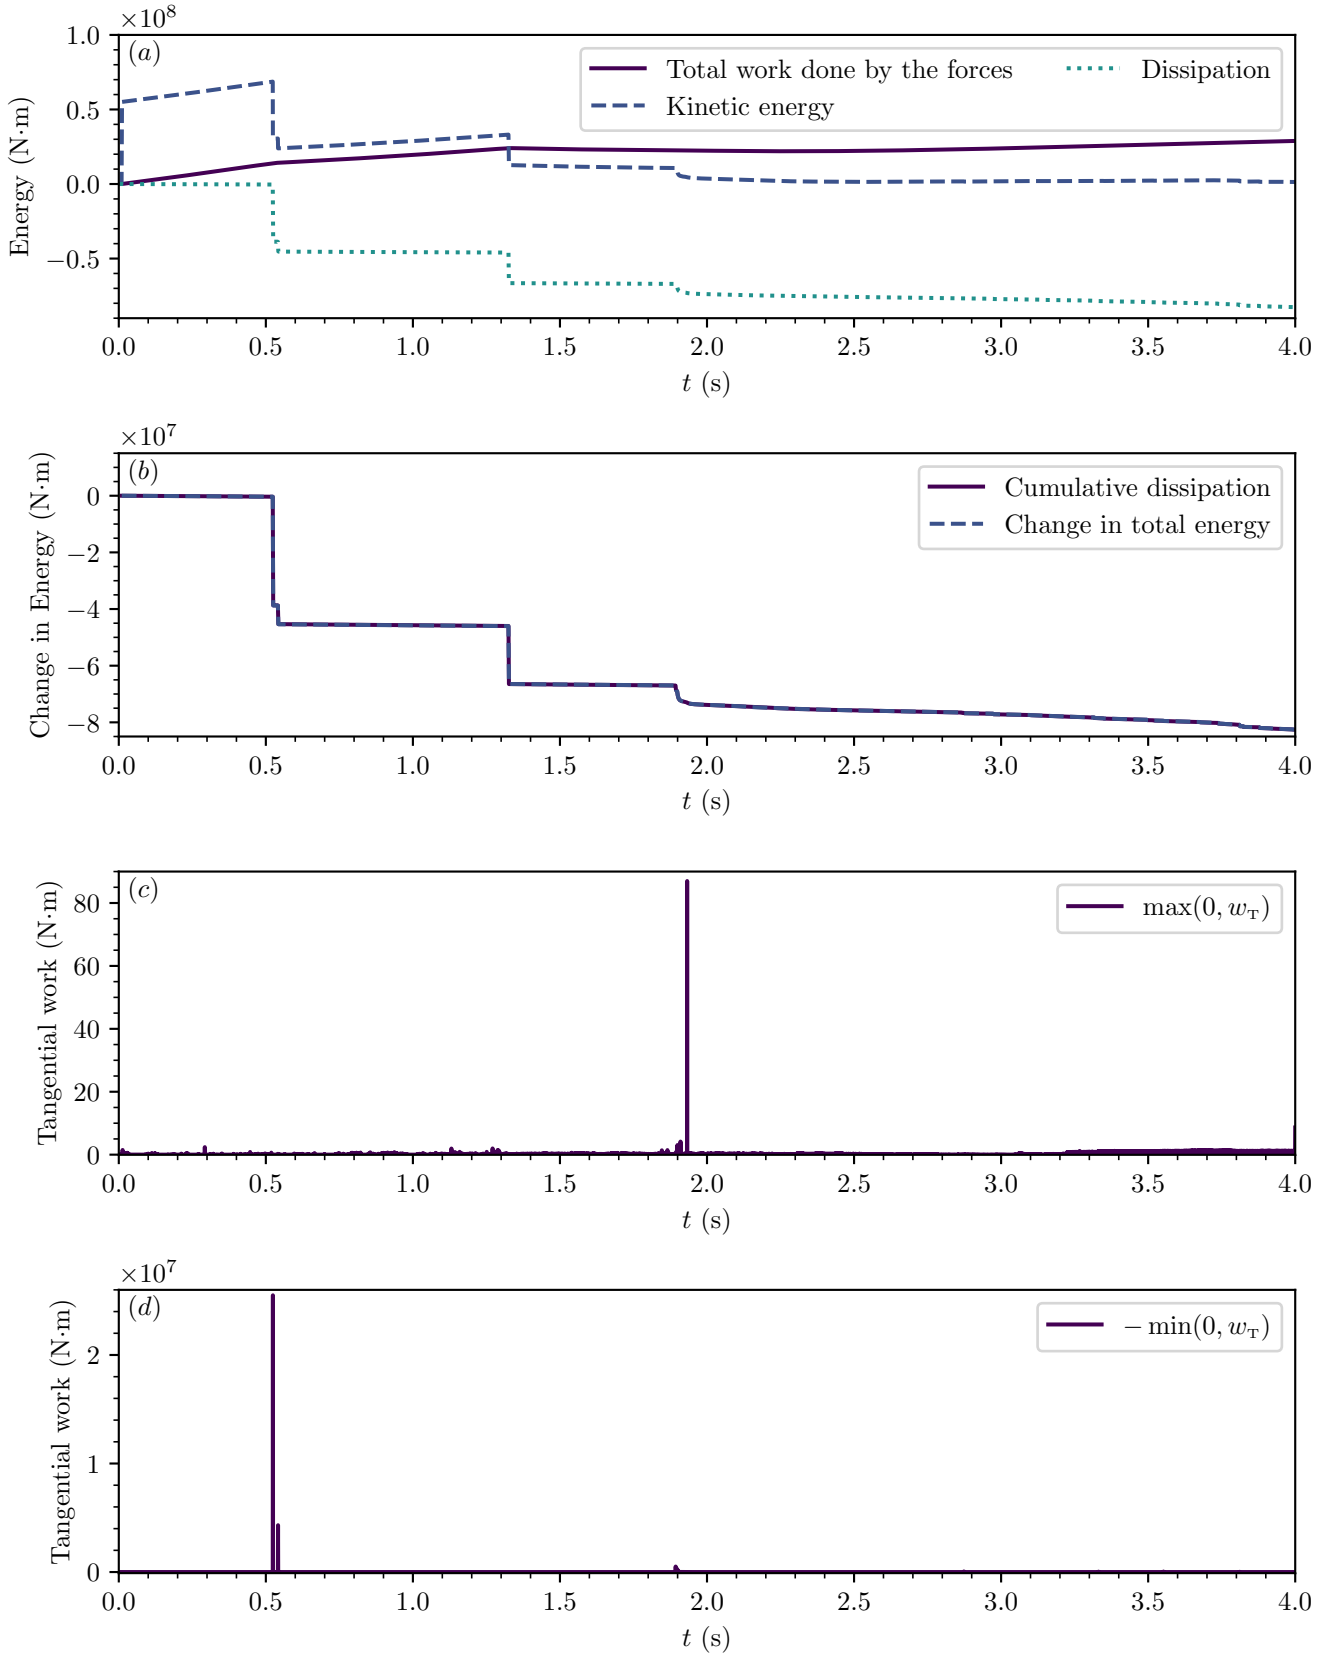 ×10⁸
(a)
Total work done by the forces
Kinetic energy
Dissipation
Energy (N·m)
1.0
0.5
0.0
−0.5
0.0 0.5 1.0 1.5 2.0 2.5 3.0 3.5 4.0
t (s)
×10⁷
(b)
Cumulative dissipation
Change in total energy
Change in Energy (N·m)
0
−2
−4
−6
−8
0.0 0.5 1.0 1.5 2.0 2.5 3.0 3.5 4.0
t (s)
(c)
max(0, w_T)
Tangential work (N·m)
80
60
40
20
0
0.0 0.5 1.0 1.5 2.0 2.5 3.0 3.5 4.0
t (s)
×10⁷
(d)
− min(0, w_T)
Tangential work (N·m)
2
1
0
0.0 0.5 1.0 1.5 2.0 2.5 3.0 3.5 4.0
t (s)